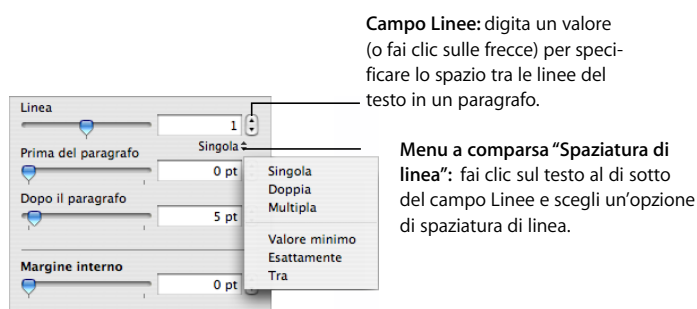 Campo Linee: digita un valore
(o fai clic sulle frecce) per speci-
ficare lo spazio tra le linee del
testo in un paragrafo.
Linea
1
Singola
Prima del paragrafo
0 pt
Dopo il paragrafo
5 pt
Margine interno
0 pt
Singola
Doppia
Multipla
Valore minimo
Esattamente
Tra
Menu a comparsa “Spaziatura di
linea”: fai clic sul testo al di sotto
del campo Linee e scegli un’opzione
di spaziatura di linea.